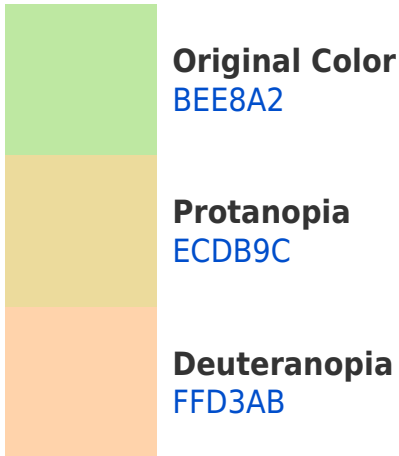 Original Color
BEE8A2
Protanopia
ECDB9C
Deuteranopia
FFD3AB